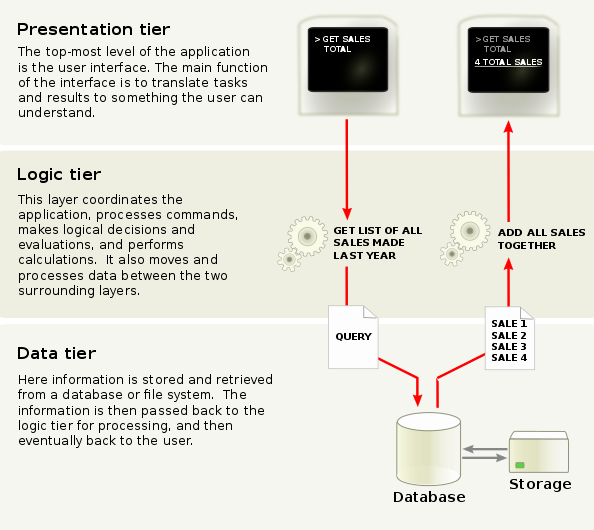 Presentation tier
The top-most level of the application
is the user interface. The main function
of the interface is to translate tasks
and results to something the user can
understand.
> GET SALES
TOTAL
> GET SALES
TOTAL
4 TOTAL SALES
Logic tier
This layer coordinates the
application, processes commands,
makes logical decisions and
evaluations, and performs
calculations.  It also moves and
processes data between the two
surrounding layers.
GET LIST OF ALL
SALES MADE
LAST YEAR
ADD ALL SALES
TOGETHER
QUERY
SALE 1
SALE 2
SALE 3
SALE 4
Data tier
Here information is stored and retrieved
from a database or file system.  The
information is then passed back to the
logic tier for processing, and then
eventually back to the user.
Database
Storage